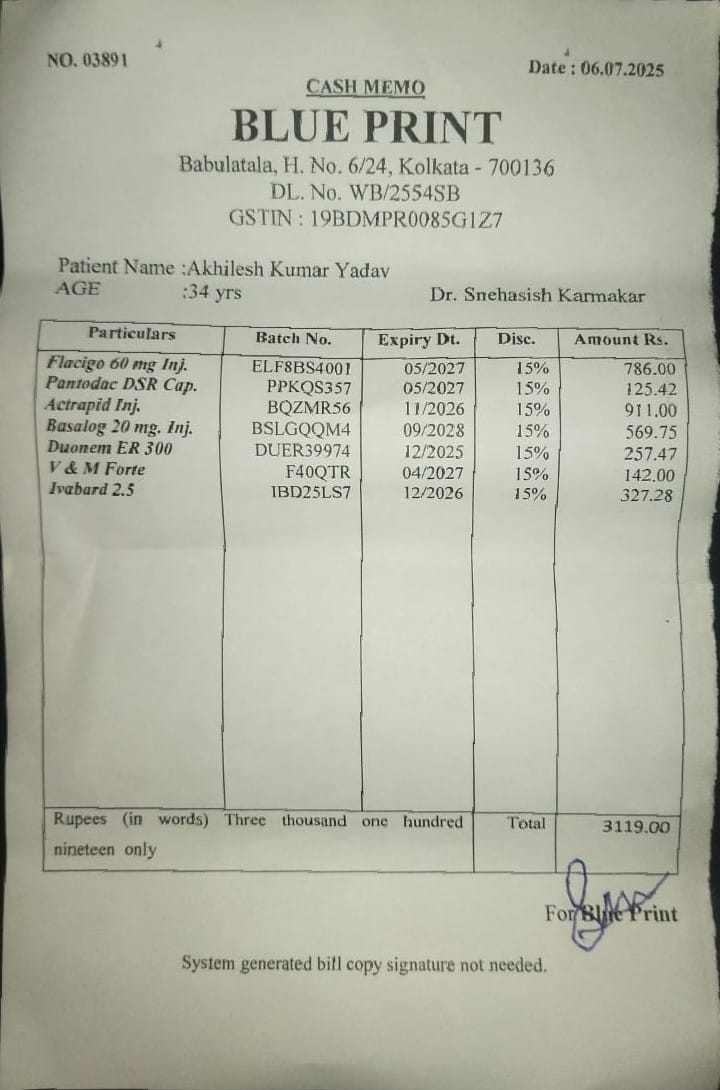 NO. 03891
Date : 06.07.2025
CASH MEMO
BLUE PRINT
Babulatala, H. No. 6/24, Kolkata - 700136
DL. No. WB/2554SB
GSTIN : 19BDMPR0085G1Z7
Patient Name :Akhilesh Kumar Yadav
AGE :34 yrs Dr. Snehasish Karmakar
Particulars Batch No. Expiry Dt. Disc. Amount Rs.
Flacigo 60 mg Inj. ELF8BS4001 05/2027 15% 786.00
Pantodac DSR Cap. PPKQS357 05/2027 15% 125.42
Actrapid Inj. BQZMR56 11/2026 15% 911.00
Basalog 20 mg. Inj. BSLGQQM4 09/2028 15% 569.75
Duonem ER 300 DUER39974 12/2025 15% 257.47
V & M Forte F40QTR 04/2027 15% 142.00
Ivabard 2.5 IBD25LS7 12/2026 15% 327.28
Rupees (in words) Three thousand one hundred Total 3119.00
nineteen only
For Blue Print
System generated bill copy signature not needed.